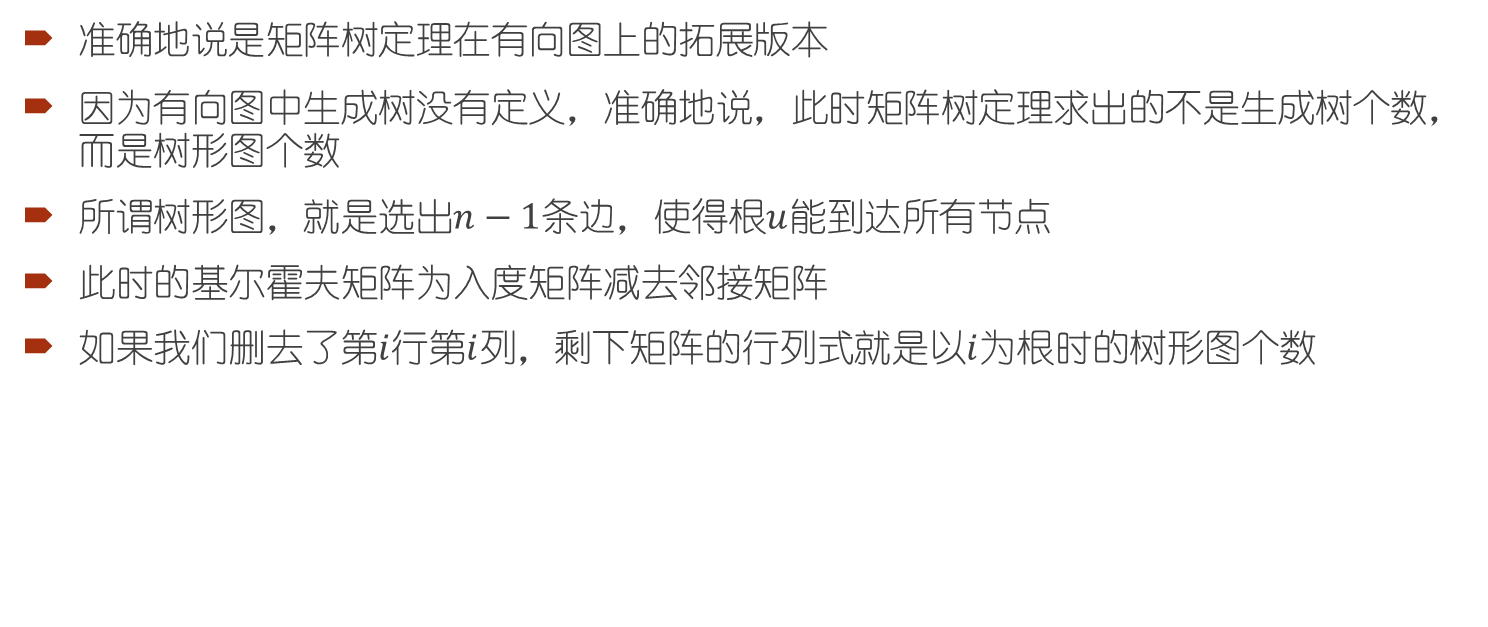 准确地说是矩阵树定理在有向图上的拓展版本
因为有向图中生成树没有定义，准确地说，此时矩阵树定理求出的不是生成树个数，
而是树形图个数
所谓树形图，就是选出n − 1条边，使得根u能到达所有节点
此时的基尔霍夫矩阵为入度矩阵减去邻接矩阵
如果我们删去了第i行第i列，剩下矩阵的行列式就是以i为根时的树形图个数